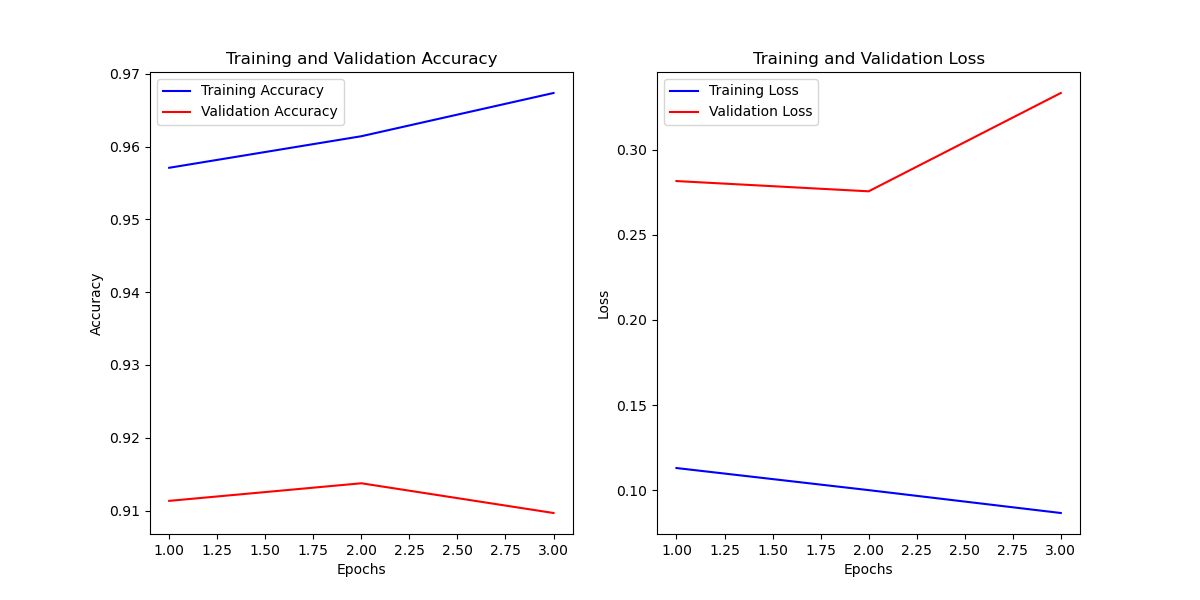 Training and Validation Accuracy
Training Accuracy
Validation Accuracy
0.97
0.96
0.95
0.94
0.93
0.92
0.91
Accuracy
1.00 1.25 1.50 1.75 2.00 2.25 2.50 2.75 3.00
Epochs
Training and Validation Loss
Training Loss
Validation Loss
0.30
0.25
0.20
0.15
0.10
Loss
1.00 1.25 1.50 1.75 2.00 2.25 2.50 2.75 3.00
Epochs